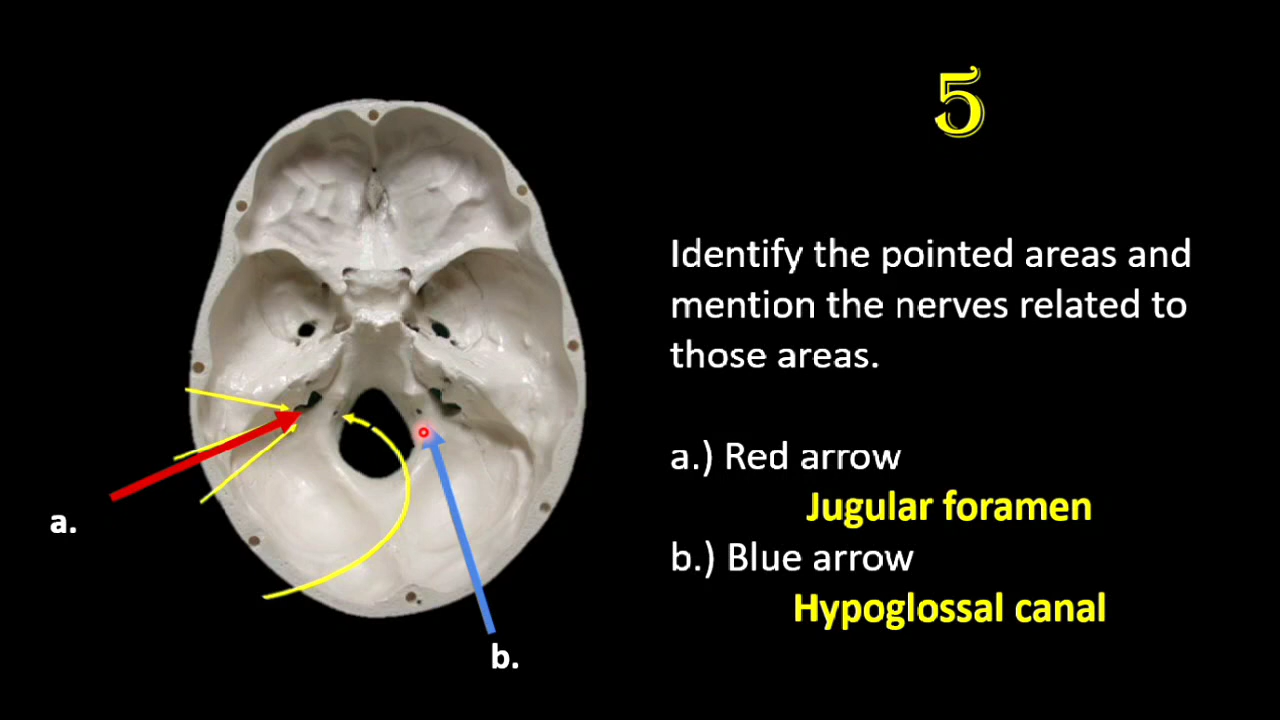 5
Identify the pointed areas and
mention the nerves related to
those areas.
a.) Red arrow
Jugular foramen
b.) Blue arrow
Hypoglossal canal
a.
b.